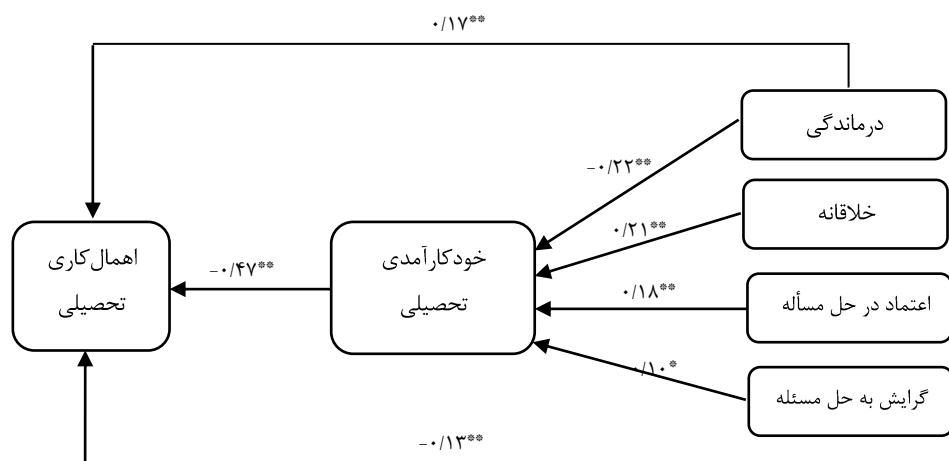 ۰/۱۷**
درماندگی
-۰/۲۲**
خلاقانه
۰/۲۱**
اعتماد در حل مسأله
۰/۱۸**
گرایش به حل مسئله
۰/۱۰*
خودکارآمدی
تحصیلی
-۰/۴۷**
اهمال‌کاری
تحصیلی
-۰/۱۳**